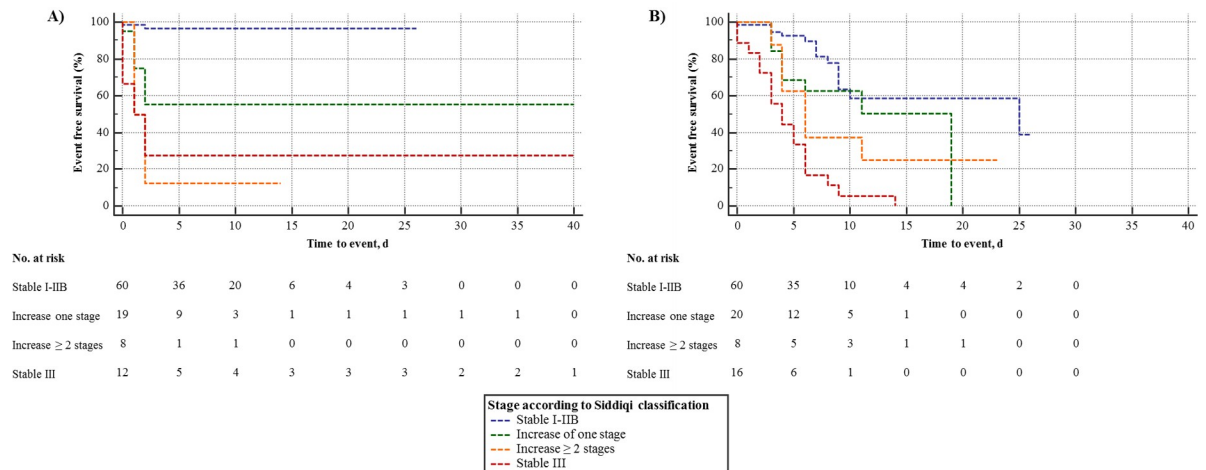 A)
B)
Event free survival (%)
100
80
60
40
20
0
0 5 10 15 20 25 30 35 40
Time to event, d
Event free survival (%)
100
80
60
40
20
0
0 5 10 15 20 25 30 35 40
Time to event, d
No. at risk
Stable I-IIB 60 36 20 6 4 3 0 0 0
Increase one stage 19 9 3 1 1 1 1 1 0
Increase ≥ 2 stages 8 1 1 0 0 0 0 0 0
Stable III 12 5 4 3 3 3 2 2 1
No. at risk
Stable I-IIB 60 35 10 4 4 2 0
Increase one stage 20 12 5 1 0 0 0
Increase ≥ 2 stages 8 5 3 1 1 0 0
Stable III 16 6 1 0 0 0 0
Stage according to Siddiqi classification
Stable I-IIB
Increase of one stage
Increase ≥ 2 stages
Stable III